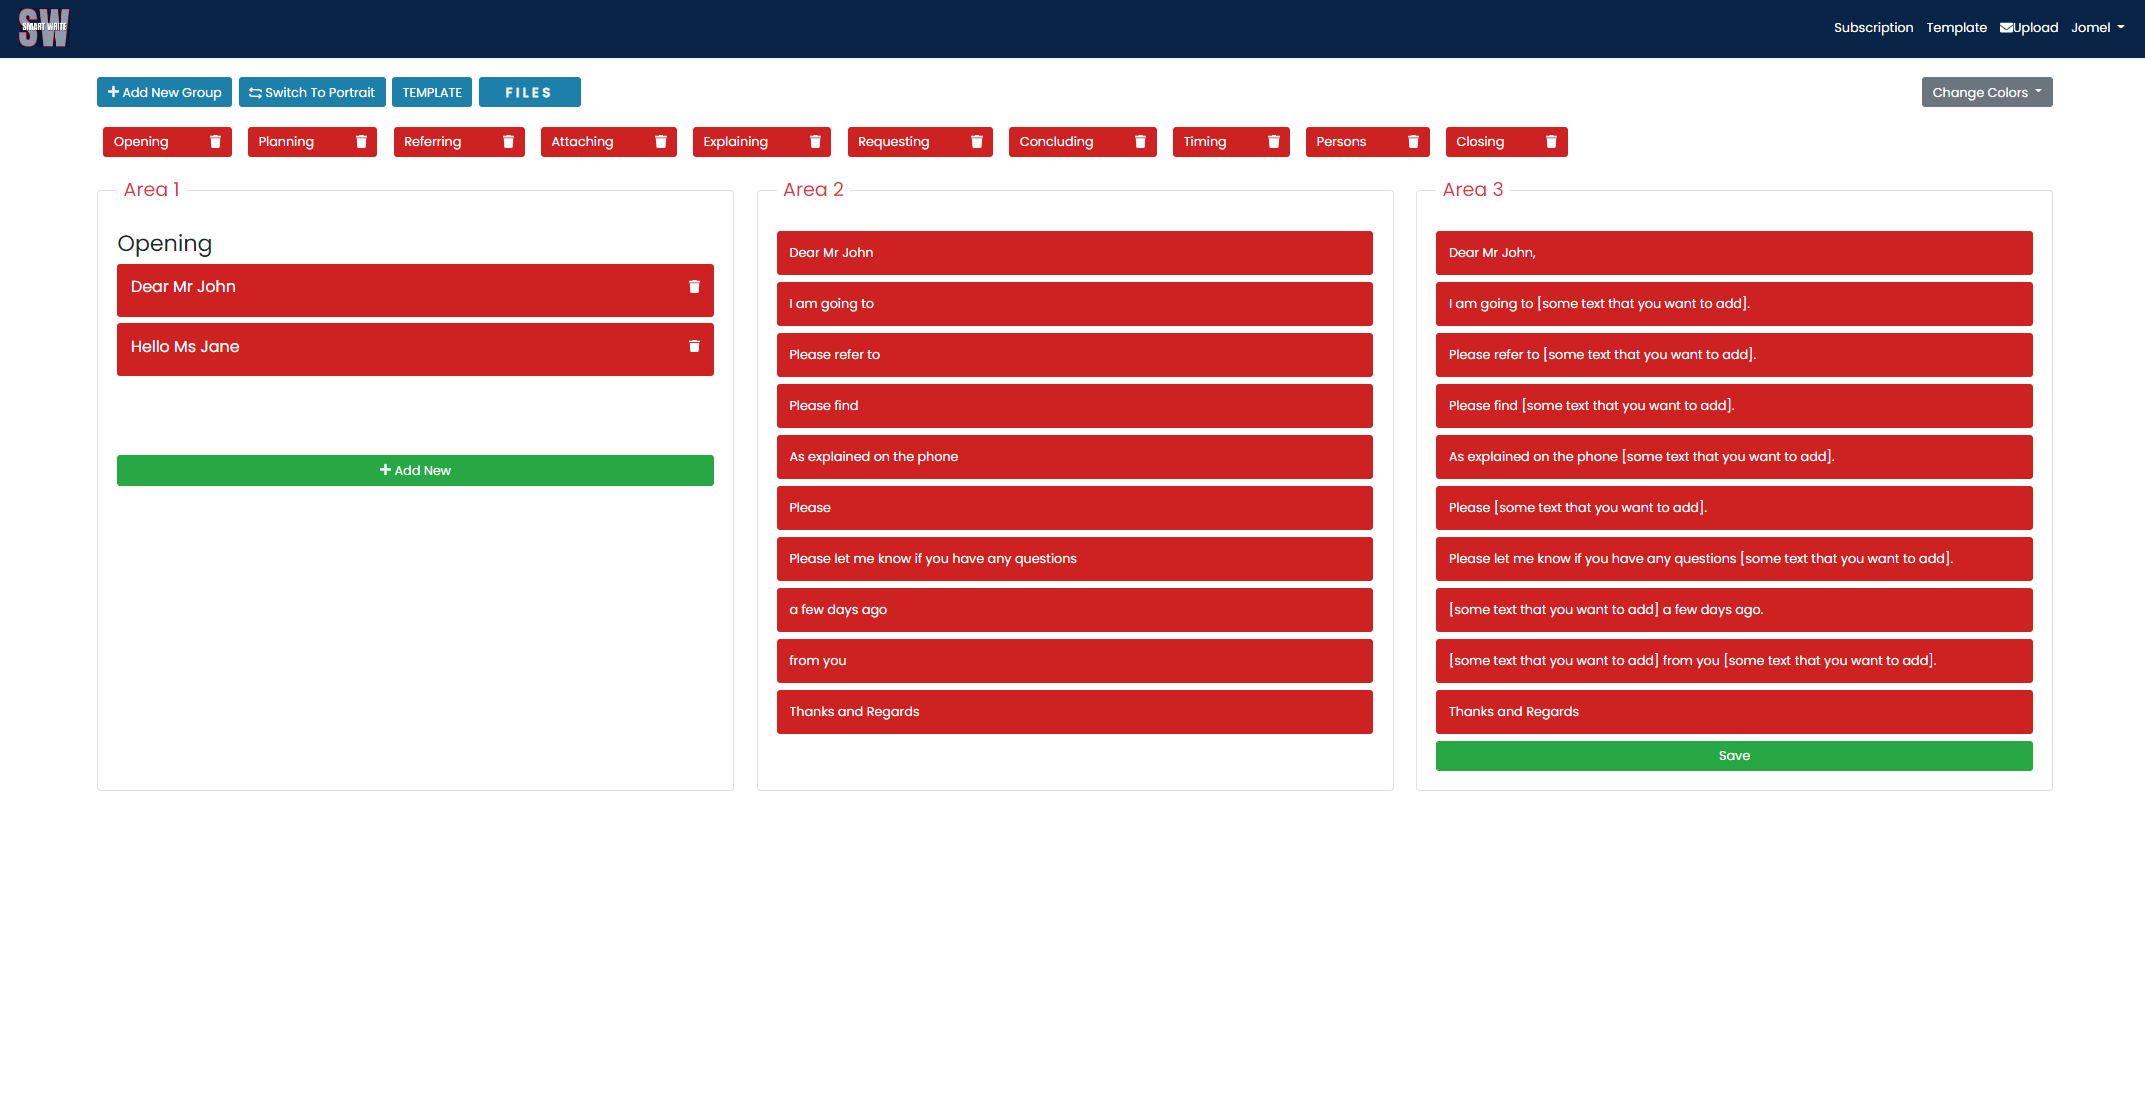 SW
SMART WRITE
Subscription Template Upload Jomel
Add New Group Switch To Portrait TEMPLATE FILES Change Colors
Opening Planning Referring Attaching Explaining Requesting Concluding Timing Persons Closing
Area 1
Opening
Dear Mr John
Hello Ms Jane
Add New
Area 2
Dear Mr John
I am going to
Please refer to
Please find
As explained on the phone
Please
Please let me know if you have any questions
a few days ago
from you
Thanks and Regards
Area 3
Dear Mr John,
I am going to [some text that you want to add].
Please refer to [some text that you want to add].
Please find [some text that you want to add].
As explained on the phone [some text that you want to add].
Please [some text that you want to add].
Please let me know if you have any questions [some text that you want to add].
[some text that you want to add] a few days ago.
[some text that you want to add] from you [some text that you want to add].
Thanks and Regards
Save